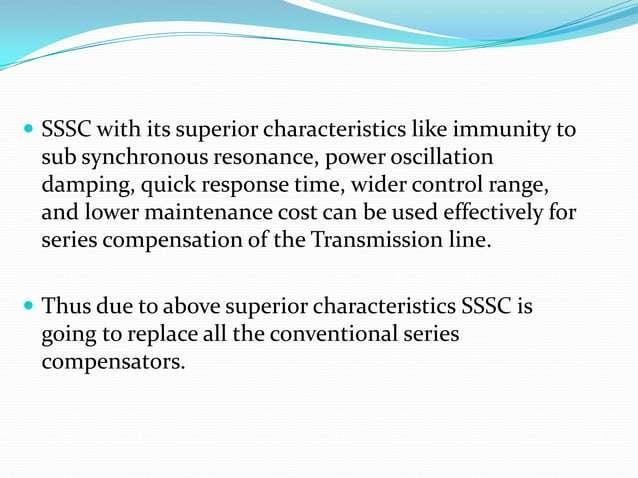 SSSC with its superior characteristics like immunity to
sub synchronous resonance, power oscillation
damping, quick response time, wider control range,
and lower maintenance cost can be used effectively for
series compensation of the Transmission line.
Thus due to above superior characteristics SSSC is
going to replace all the conventional series
compensators.